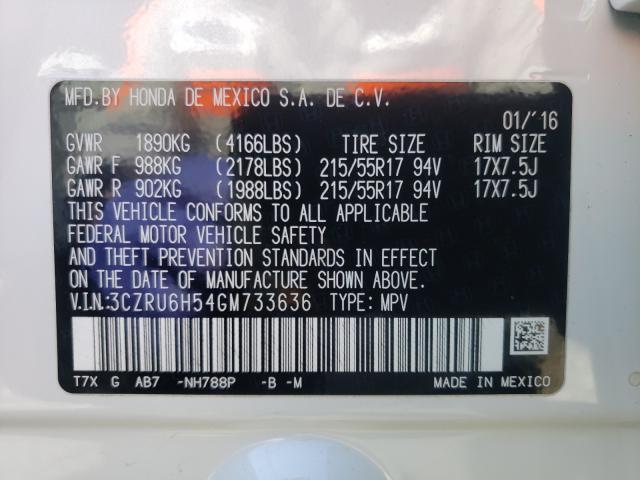 MFD.BY HONDA DE MEXICO S.A. DE C.V.
01/'16
GVWR 1890KG (4166LBS) TIRE SIZE RIM SIZE
GAWR F 988KG (2178LBS) 215/55R17 94V 17X7.5J
GAWR R 902KG (1988LBS) 215/55R17 94V 17X7.5J
THIS VEHICLE CONFORMS TO ALL APPLICABLE
FEDERAL MOTOR VEHICLE SAFETY
AND THEFT PREVENTION STANDARDS IN EFFECT
ON THE DATE OF MANUFACTURE SHOWN ABOVE.
V.I.N.:3CZRU6H54GM733636 TYPE: MPV
T7X G AB7 -NH788P -B -M MADE IN MEXICO